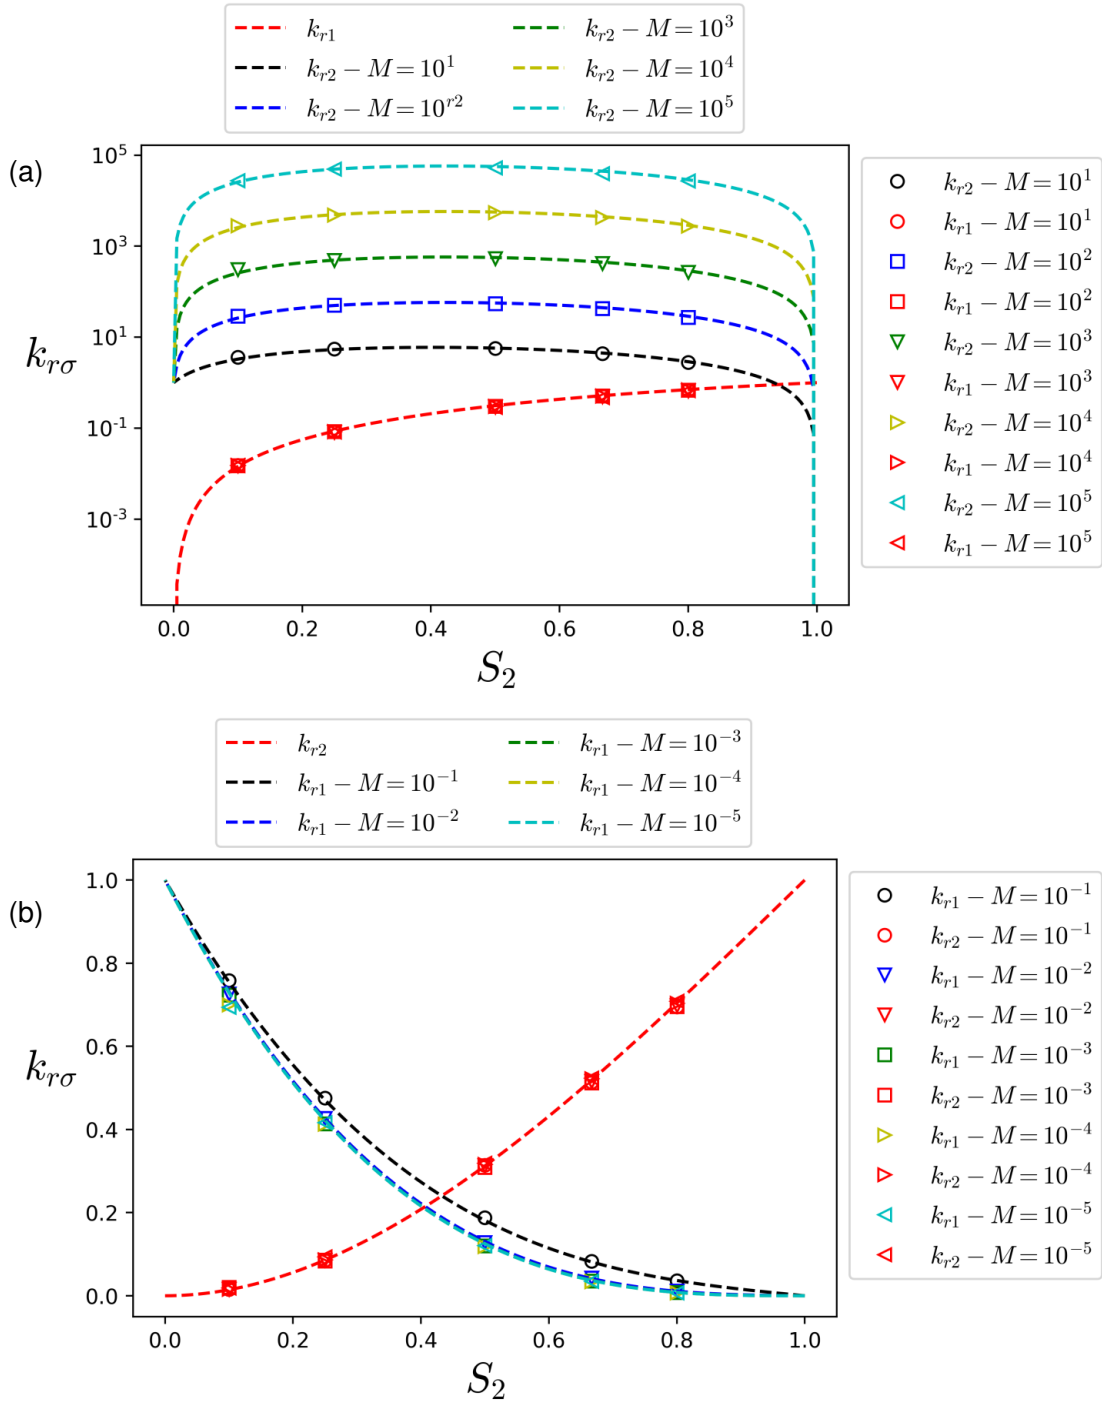 k_{r1}
k_{r2} − M = 10^1
k_{r2} − M = 10^{r2}
k_{r2} − M = 10^3
k_{r2} − M = 10^4
k_{r2} − M = 10^5
(a)
10^5
10^3
10^1
10^{-1}
10^{-3}
k_{rσ}
0.0 0.2 0.4 0.6 0.8 1.0
S_2
k_{r2} − M = 10^1
k_{r1} − M = 10^1
k_{r2} − M = 10^2
k_{r1} − M = 10^2
k_{r2} − M = 10^3
k_{r1} − M = 10^3
k_{r2} − M = 10^4
k_{r1} − M = 10^4
k_{r2} − M = 10^5
k_{r1} − M = 10^5
k_{r2}
k_{r1} − M = 10^{-1}
k_{r1} − M = 10^{-2}
k_{r1} − M = 10^{-3}
k_{r1} − M = 10^{-4}
k_{r1} − M = 10^{-5}
(b)
1.0
0.8
0.6
0.4
0.2
0.0
k_{rσ}
0.0 0.2 0.4 0.6 0.8 1.0
S_2
k_{r1} − M = 10^{-1}
k_{r2} − M = 10^{-1}
k_{r1} − M = 10^{-2}
k_{r2} − M = 10^{-2}
k_{r1} − M = 10^{-3}
k_{r2} − M = 10^{-3}
k_{r1} − M = 10^{-4}
k_{r2} − M = 10^{-4}
k_{r1} − M = 10^{-5}
k_{r2} − M = 10^{-5}